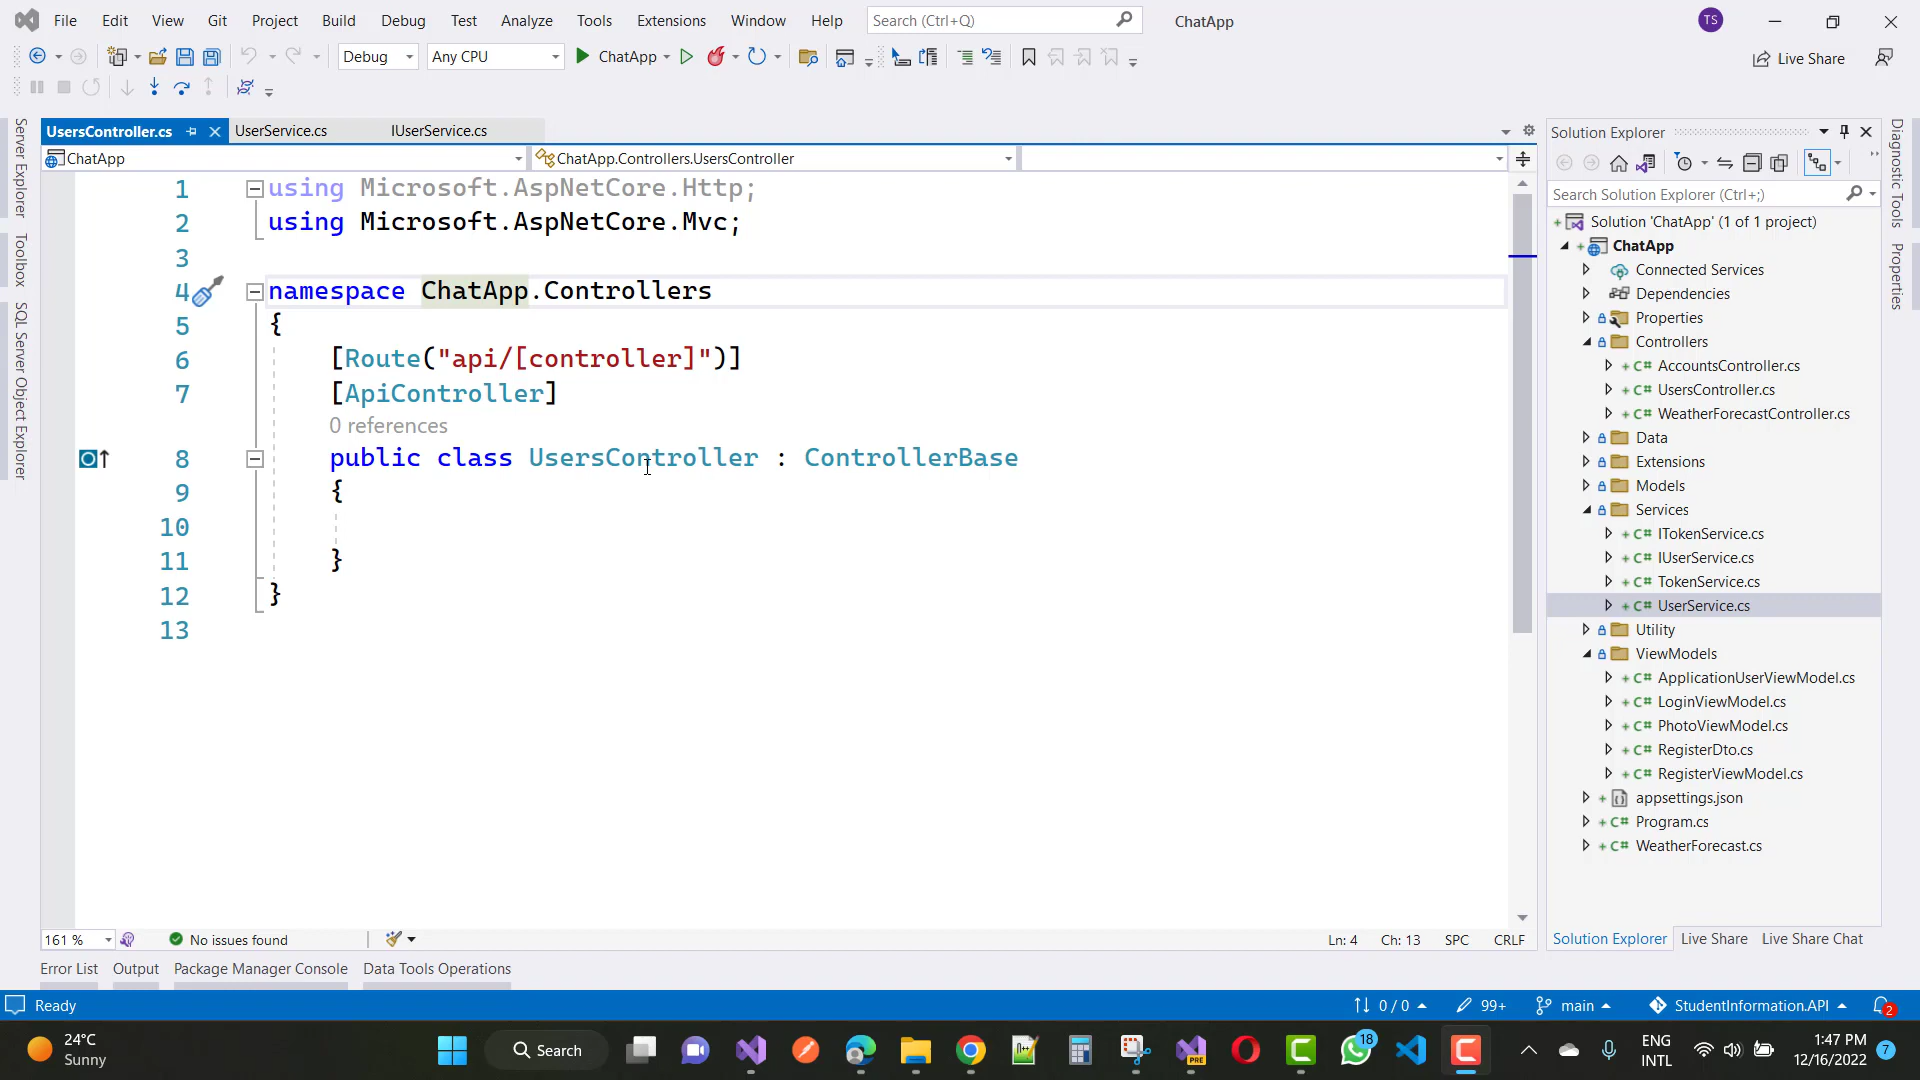 File Edit View Git Project Build Debug Test Analyze Tools Extensions Window Help Search (Ctrl+Q) ChatApp TS
Debug Any CPU ChatApp Live Share
Server Explorer
Toolbox
SQL Server Object Explorer
UsersController.cs UserService.cs IUserService.cs
ChatApp ChatApp.Controllers.UsersController
1 using Microsoft.AspNetCore.Http;
2 using Microsoft.AspNetCore.Mvc;
3
4 namespace ChatApp.Controllers
5 {
6 [Route("api/[controller]")]
7 [ApiController]
0 references
8 public class UsersController : ControllerBase
9 {
10
11 }
12 }
13
161 % No issues found Ln: 4 Ch: 13 SPC CRLF
Error List Output Package Manager Console Data Tools Operations
Solution Explorer
Search Solution Explorer (Ctrl+;)
Solution 'ChatApp' (1 of 1 project)
ChatApp
Connected Services
Dependencies
Properties
Controllers
C# AccountsController.cs
C# UsersController.cs
C# WeatherForecastController.cs
Data
Extensions
Models
Services
C# ITokenService.cs
C# IUserService.cs
C# TokenService.cs
C# UserService.cs
Utility
ViewModels
C# ApplicationUserViewModel.cs
C# LoginViewModel.cs
C# PhotoViewModel.cs
C# RegisterDto.cs
C# RegisterViewModel.cs
appsettings.json
C# Program.cs
C# WeatherForecast.cs
Solution Explorer Live Share Live Share Chat
Diagnostic Tools
Properties
Ready 0 / 0 99+ main StudentInformation.API 2
24°C
Sunny
Search
PRE
18
ENG
INTL
1:47 PM
12/16/2022
7